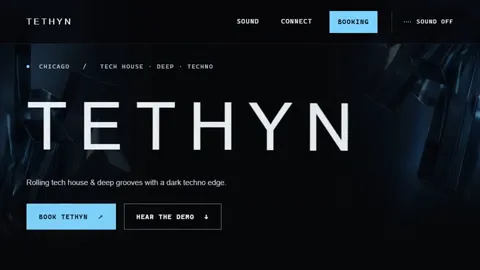 TETHYN
SOUND CONNECT BOOKING SOUND OFF
CHICAGO / TECH HOUSE · DEEP · TECHNO
TETHYN
Rolling tech house & deep grooves with a dark techno edge.
BOOK TETHYN ↗ HEAR THE DEMO ↓